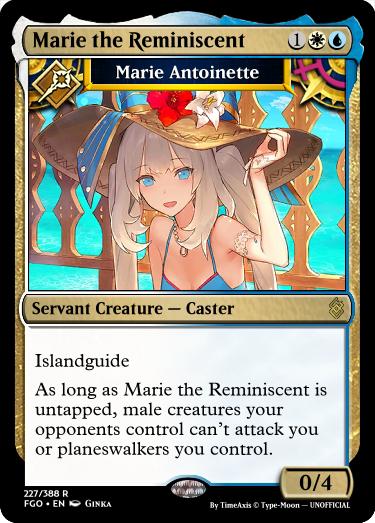 Marie the Reminiscent 1
Marie Antoinette
Servant Creature — Caster
Islandguide
As long as Marie the Reminiscent is
untapped, male creatures your
opponents control can't attack you
or planeswalkers you control.
0/4
227/388 R
FGO • EN Ginka
By TimeAxis © Type-Moon — UNOFFICIAL